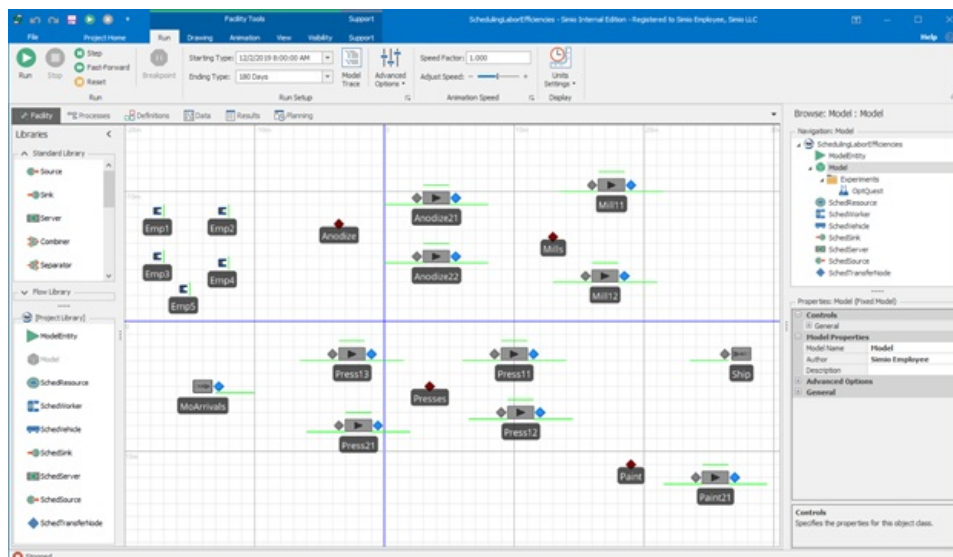 Facility Tools Support SchedulingLaborEfficiencies - Simio Internal Edition - Registered to Simio Employee, Simio LLC
File Project Home Run Drawing Animation View Visibility Support Help
Run
Stop
Step
Fast-Forward
Reset
Run
Breakpoint
Starting Type: 12/2/2019 8:00:00 AM
Ending Type: 180 Days
Model Trace
Advanced Options
Run Setup
Speed Factor: 1.000
Adjust Speed:
Animation Speed
Units Settings
Display
Facility Processes Definitions Data Results Planning
Libraries
Standard Library
Source
Sink
Server
Combiner
Separator
Flow Library
[Project Library]
ModelEntity
Model
SchedResource
SchedWorker
SchedVehicle
SchedSink
SchedServer
SchedSource
SchedTransferNode
Emp1
Emp2
Emp3
Emp4
Emp5
Anodize
Anodize21
Anodize22
Mill11
Mills
Mill12
Press13
Press11
Ship
MoArrivals
Presses
Press21
Press12
Paint
Paint21
Browse: Model : Model
Navigation: Model
SchedulingLaborEfficiencies
ModelEntity
Model
Experiments
OptQuest
SchedResource
SchedWorker
SchedVehicle
SchedSink
SchedServer
SchedSource
SchedTransferNode
Properties: Model (Fixed Model)
Controls
General
Model Properties
Model Name Model
Author Simio Employee
Description
Advanced Options
General
Controls
Specifies the properties for this object class.